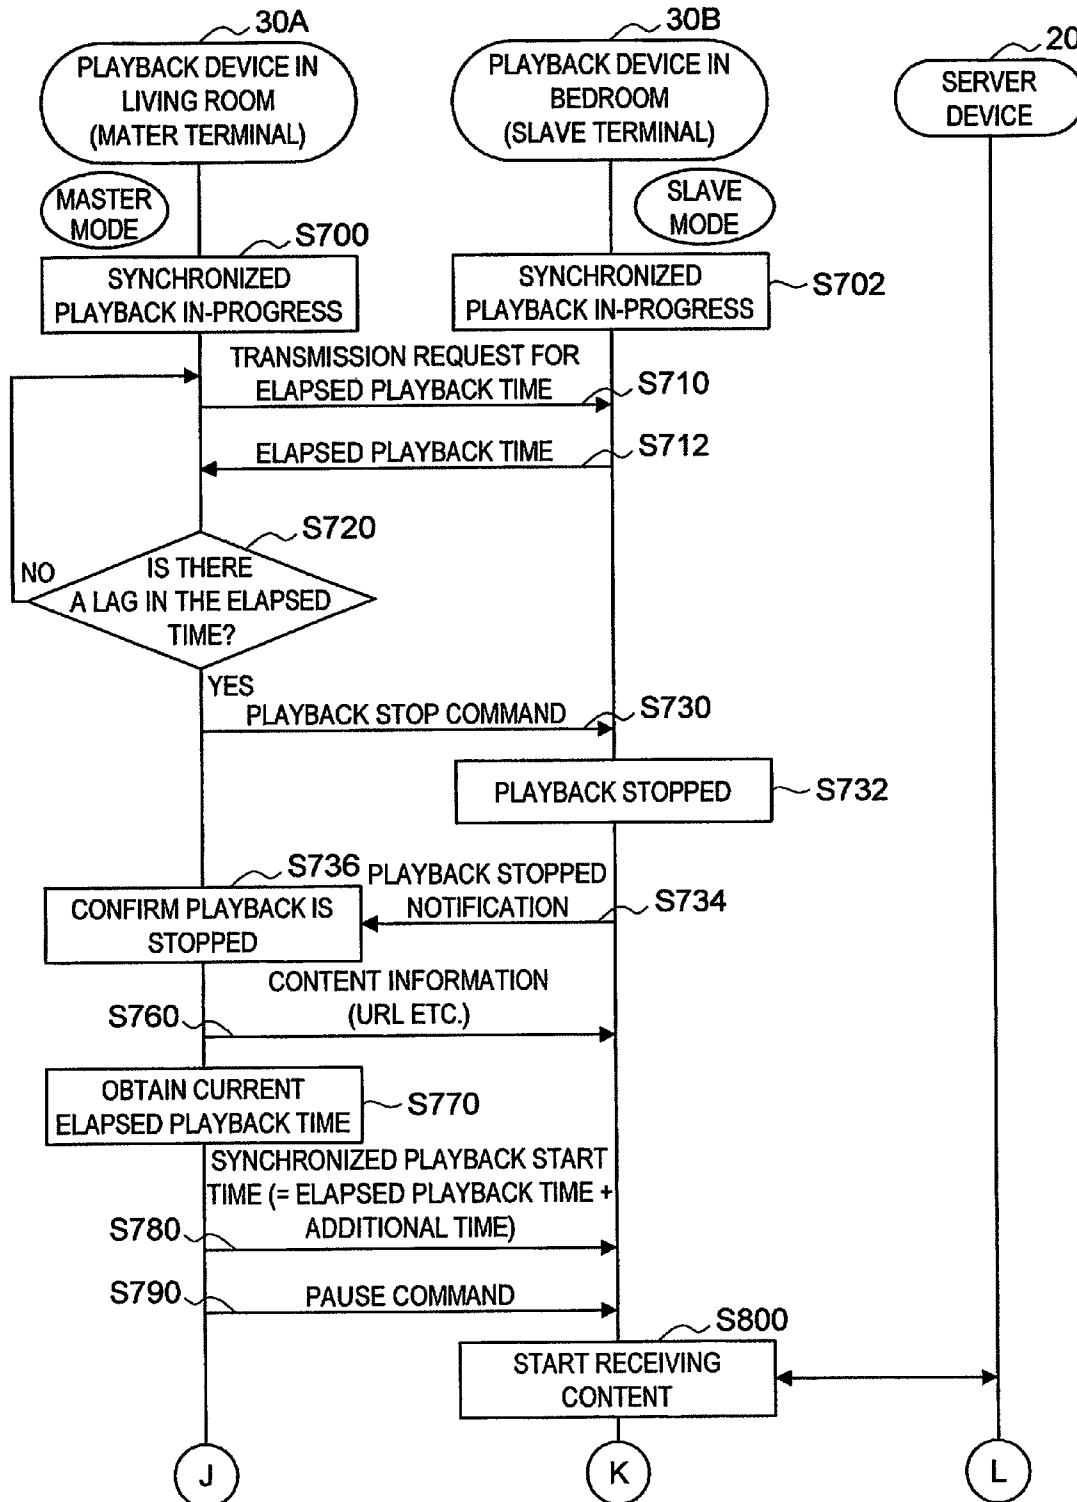 30A
30B
20
PLAYBACK DEVICE IN
LIVING ROOM
(MATER TERMINAL)
PLAYBACK DEVICE IN
BEDROOM
(SLAVE TERMINAL)
SERVER
DEVICE
MASTER
MODE
SLAVE
MODE
S700
SYNCHRONIZED
PLAYBACK IN-PROGRESS
SYNCHRONIZED
PLAYBACK IN-PROGRESS
S702
TRANSMISSION REQUEST FOR
ELAPSED PLAYBACK TIME
S710
ELAPSED PLAYBACK TIME
S712
S720
NO
IS THERE
A LAG IN THE ELAPSED
TIME?
YES
PLAYBACK STOP COMMAND
S730
PLAYBACK STOPPED
S732
S736
CONFIRM PLAYBACK IS
STOPPED
PLAYBACK STOPPED
NOTIFICATION
S734
CONTENT INFORMATION
(URL ETC.)
S760
OBTAIN CURRENT
ELAPSED PLAYBACK TIME
S770
SYNCHRONIZED PLAYBACK START
TIME (= ELAPSED PLAYBACK TIME +
ADDITIONAL TIME)
S780
S790
PAUSE COMMAND
S800
START RECEIVING
CONTENT
J
K
L